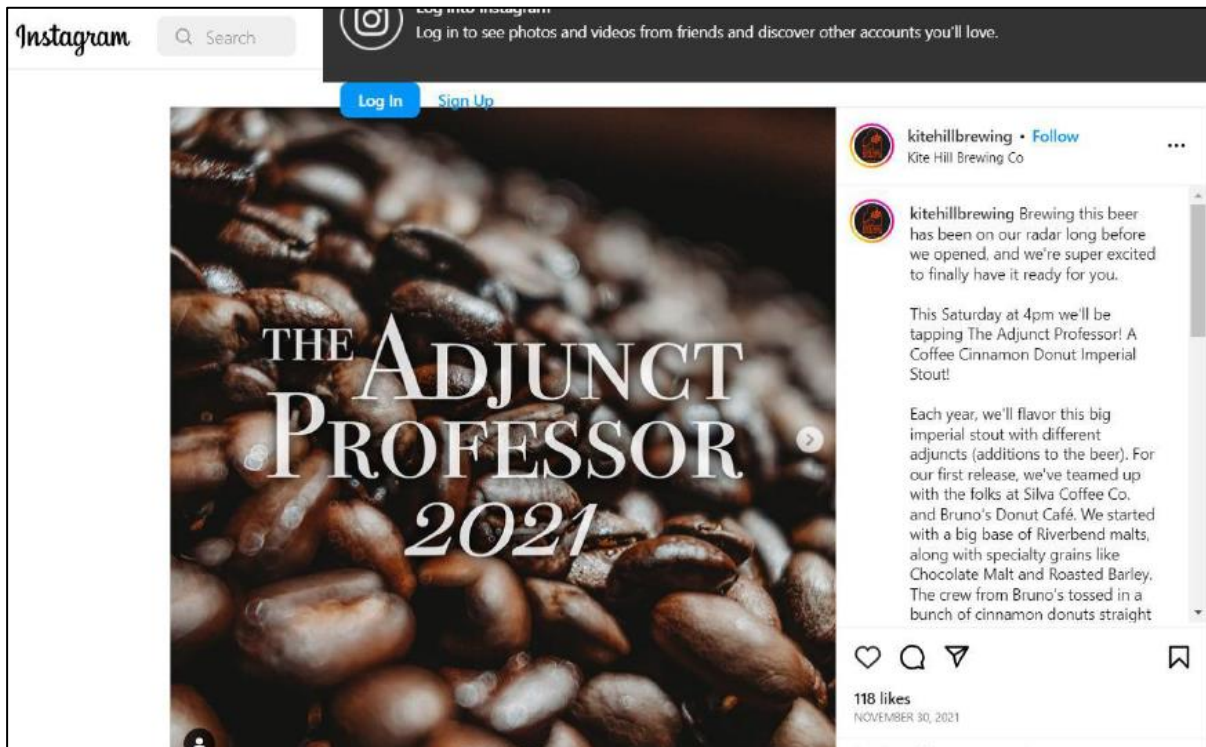 Instagram
Search
Log into Instagram
Log in to see photos and videos from friends and discover other accounts you'll love.
Log In
Sign Up
THE ADJUNCT
PROFESSOR
2021
kitehillbrewing • Follow
Kite Hill Brewing Co
kitehillbrewing Brewing this beer
has been on our radar long before
we opened, and we're super excited
to finally have it ready for you.
This Saturday at 4pm we'll be
tapping The Adjunct Professor! A
Coffee Cinnamon Donut Imperial
Stout!
Each year, we'll flavor this big
imperial stout with different
adjuncts (additions to the beer). For
our first release, we've teamed up
with the folks at Silva Coffee Co.
and Bruno's Donut Café. We started
with a big base of Riverbend malts,
along with specialty grains like
Chocolate Malt and Roasted Barley.
The crew from Bruno's tossed in a
bunch of cinnamon donuts straight
118 likes
NOVEMBER 30, 2021